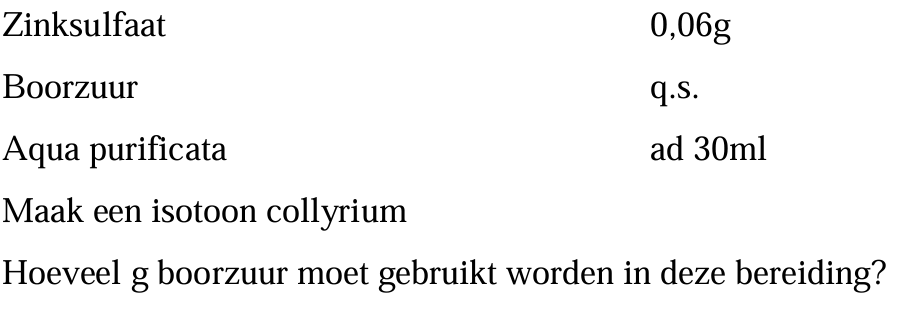 Zinksulfaat 0,06g
Boorzuur q.s.
Aqua purificata ad 30ml
Maak een isotoon collyrium
Hoeveel g boorzuur moet gebruikt worden in deze bereiding?